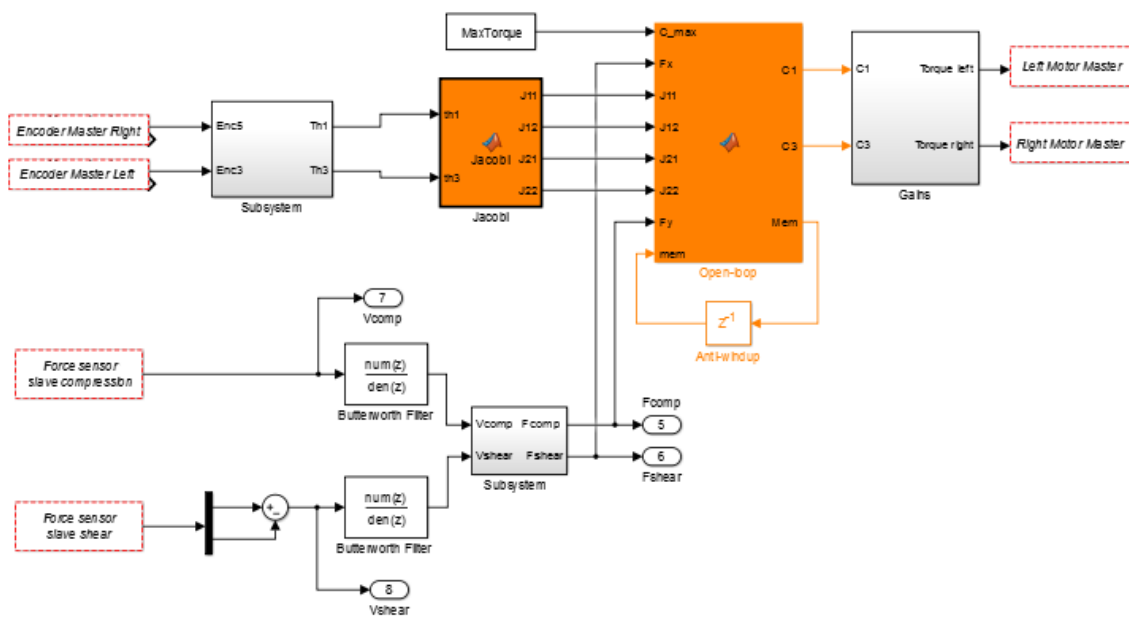 MaxTorque
C_max
Fx
J11
J12
J21
J22
Fy
mem
C1
C3
Mem
Open-loop
z-1
Anti-windup
C1
C3
Torque left
Torque right
Gains
Left Motor Master
Right Motor Master
Encoder Master Right
Encoder Master Left
Enc5
Enc3
Th1
Th3
Subsystem
th1
th3
Jacobi
J11
J12
J21
J22
Jacobi
7
Vcomp
Force sensor
slave compression
num(z)
den(z)
Butterworth Filter
Vcomp
Vshear
Fcomp
Fshear
Subsystem
Fcomp
5
6
Fshear
Force sensor
slave shear
+
-
num(z)
den(z)
Butterworth Filter
8
Vshear